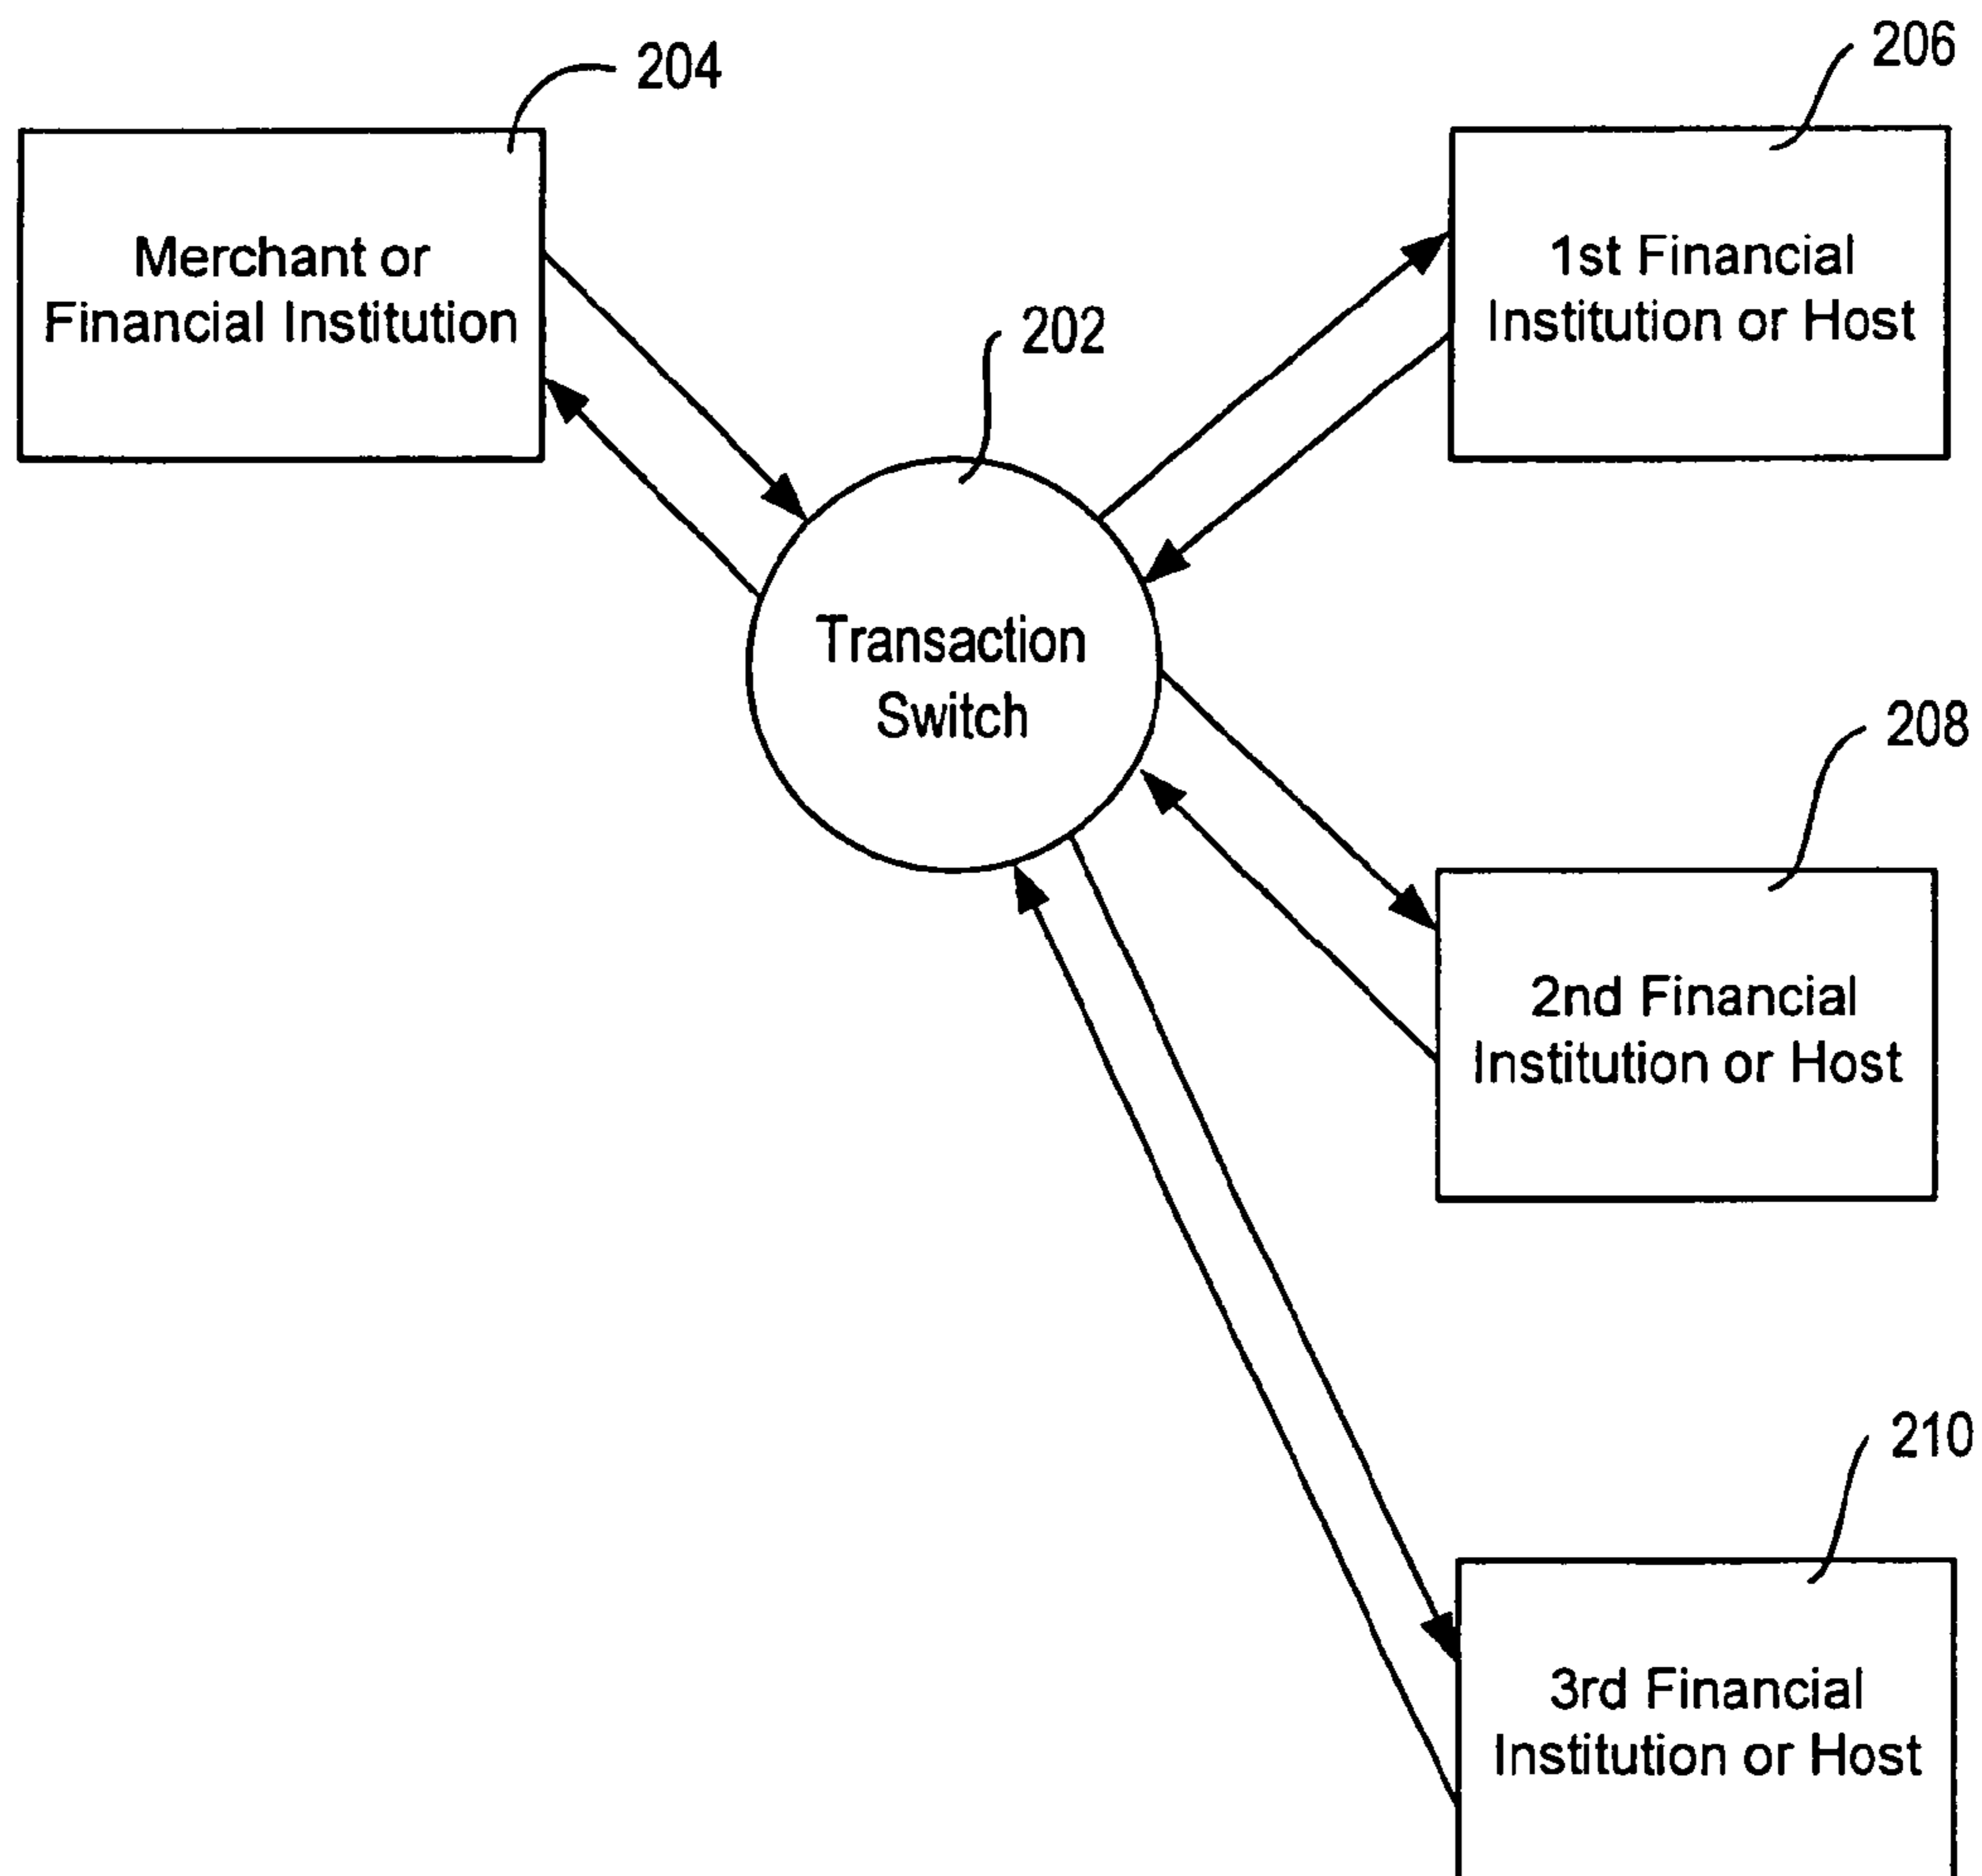 204
206
Merchant or
Financial Institution
1st Financial
Institution or Host
202
Transaction
Switch
208
2nd Financial
Institution or Host
210
3rd Financial
Institution or Host